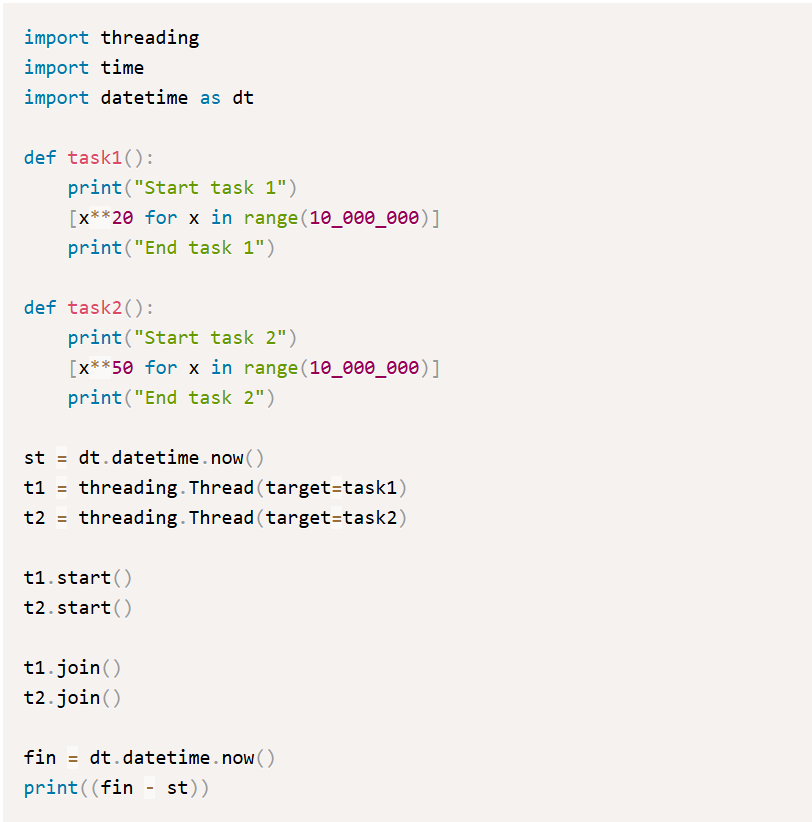 import threading
import time
import datetime as dt

def task1():
    print("Start task 1")
    [x**20 for x in range(10_000_000)]
    print("End task 1")

def task2():
    print("Start task 2")
    [x**50 for x in range(10_000_000)]
    print("End task 2")

st = dt.datetime.now()
t1 = threading.Thread(target=task1)
t2 = threading.Thread(target=task2)

t1.start()
t2.start()

t1.join()
t2.join()

fin = dt.datetime.now()
print((fin - st))